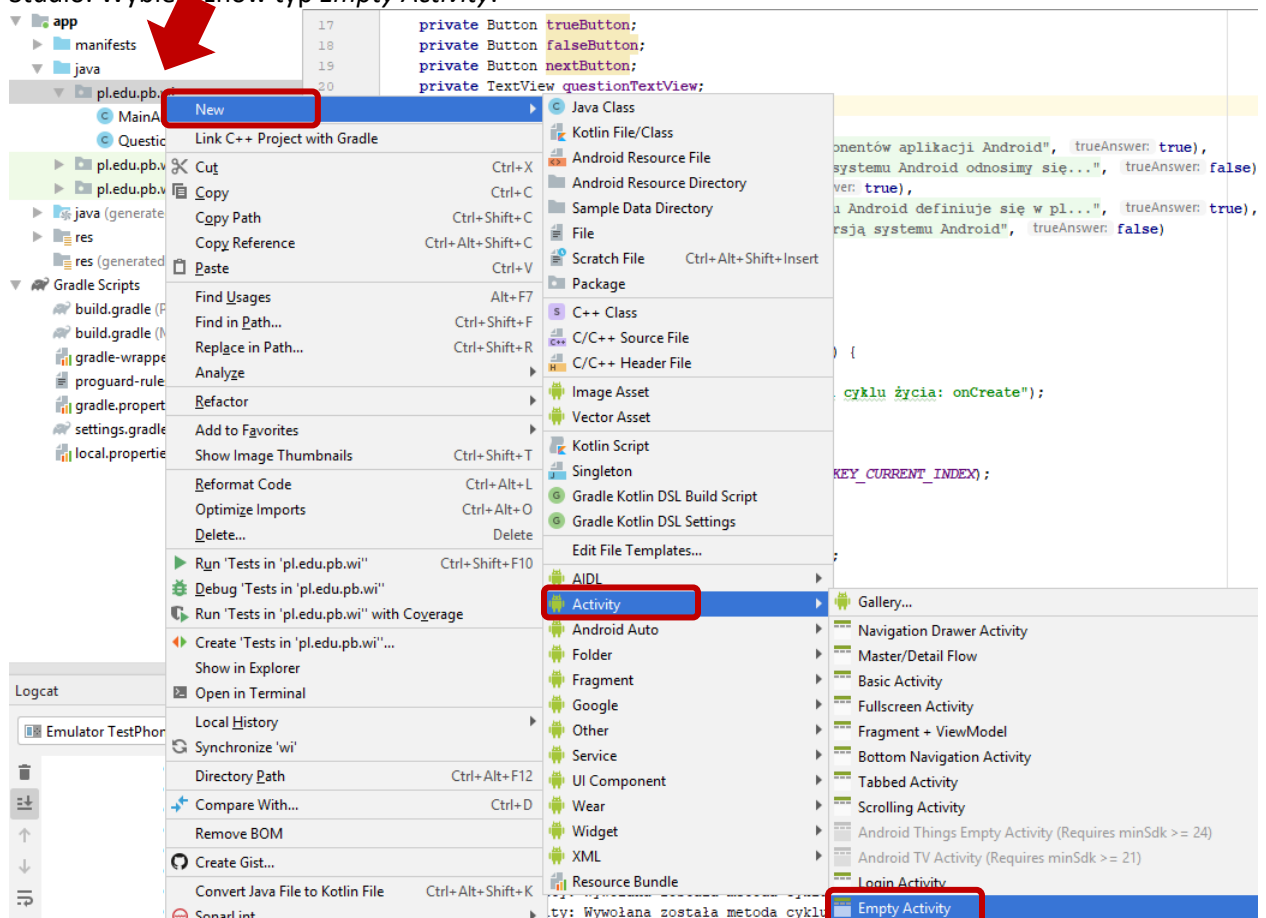 Studio. Wybierz znów typ Empty Activity.
app
manifests
java
pl.edu.pb.
MainA
Questic
pl.edu.pb.v
pl.edu.pb.v
java (generate
res
res (generated
Gradle Scripts
build.gradle (P
build.gradle (M
gradle-wrappe
proguard-rule
gradle.propert
settings.gradle
local.propertie
17 private Button trueButton;
18 private Button falseButton;
19 private Button nextButton;
20 private TextView questionTextView;
onentów aplikacji Android", trueAnswer: true),
systemu Android odnosimy się...", trueAnswer: false)
wer: true),
u Android definiuje się w pl...", trueAnswer: true),
rsją systemu Android", trueAnswer: false)
) {
cyklu życia: onCreate");
KEY_CURRENT_INDEX);
;
New
Link C++ Project with Gradle
Cut Ctrl+X
Copy Ctrl+C
Copy Path Ctrl+Shift+C
Copy Reference Ctrl+Alt+Shift+C
Paste Ctrl+V
Find Usages Alt+F7
Find in Path... Ctrl+Shift+F
Replace in Path... Ctrl+Shift+R
Analyze
Refactor
Add to Favorites
Show Image Thumbnails Ctrl+Shift+T
Reformat Code Ctrl+Alt+L
Optimize Imports Ctrl+Alt+O
Delete... Delete
Run 'Tests in 'pl.edu.pb.wi'' Ctrl+Shift+F10
Debug 'Tests in 'pl.edu.pb.wi''
Run 'Tests in 'pl.edu.pb.wi'' with Coverage
Create 'Tests in 'pl.edu.pb.wi''...
Show in Explorer
Open in Terminal
Local History
Synchronize 'wi'
Directory Path Ctrl+Alt+F12
Compare With... Ctrl+D
Remove BOM
Create Gist...
Convert Java File to Kotlin File Ctrl+Alt+Shift+K
SonarLint
Java Class
Kotlin File/Class
Android Resource File
Android Resource Directory
Sample Data Directory
File
Scratch File Ctrl+Alt+Shift+Insert
Package
C++ Class
C/C++ Source File
C/C++ Header File
Image Asset
Vector Asset
Kotlin Script
Singleton
Gradle Kotlin DSL Build Script
Gradle Kotlin DSL Settings
Edit File Templates...
AIDL
Activity
Android Auto
Folder
Fragment
Google
Other
Service
UI Component
Wear
Widget
XML
Resource Bundle
Gallery...
Navigation Drawer Activity
Master/Detail Flow
Basic Activity
Fullscreen Activity
Fragment + ViewModel
Bottom Navigation Activity
Tabbed Activity
Scrolling Activity
Android Things Empty Activity (Requires minSdk >= 24)
Android TV Activity (Requires minSdk >= 21)
Login Activity
Empty Activity
Logcat
Emulator TestPhon
ty: Wywołana została metoda cyklu